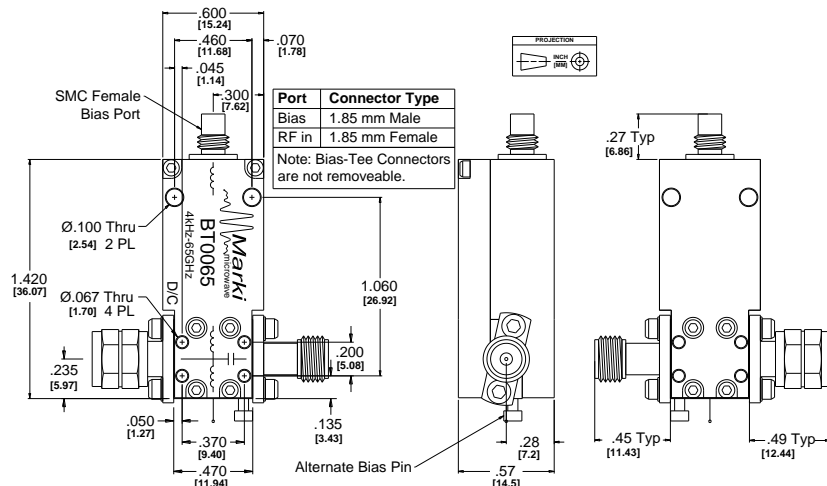 .600
[15.24]
.460
[11.68]
.070
[1.78]
.045
[1.14]
.300
[7.62]
SMC Female
Bias Port
Port Connector Type
Bias 1.85 mm Male
RF in 1.85 mm Female
Note: Bias-Tee Connectors
are not removeable.
PROJECTION
INCH
[MM]
.27 Typ
[6.86]
Ø.100 Thru
[2.54] 2 PL
Marki
microwave
BT0065
4kHz-65GHz
D/C
1.420
[36.07]
1.060
[26.92]
Ø.067 Thru
[1.70] 4 PL
.200
[5.08]
.235
[5.97]
.050
[1.27]
.135
[3.43]
.370
[9.40]
.470
[11.94]
Alternate Bias Pin
.28
[7.2]
.57
[14.5]
.45 Typ
[11.43]
.49 Typ
[12.44]